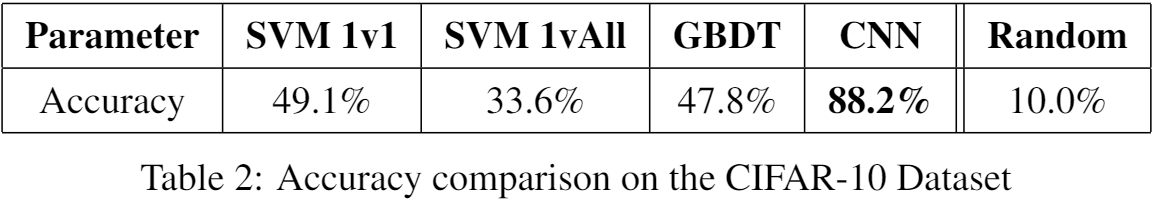 Parameter SVM 1v1 SVM 1vAll GBDT CNN Random
Accuracy 49.1% 33.6% 47.8% 88.2% 10.0%
Table 2: Accuracy comparison on the CIFAR-10 Dataset